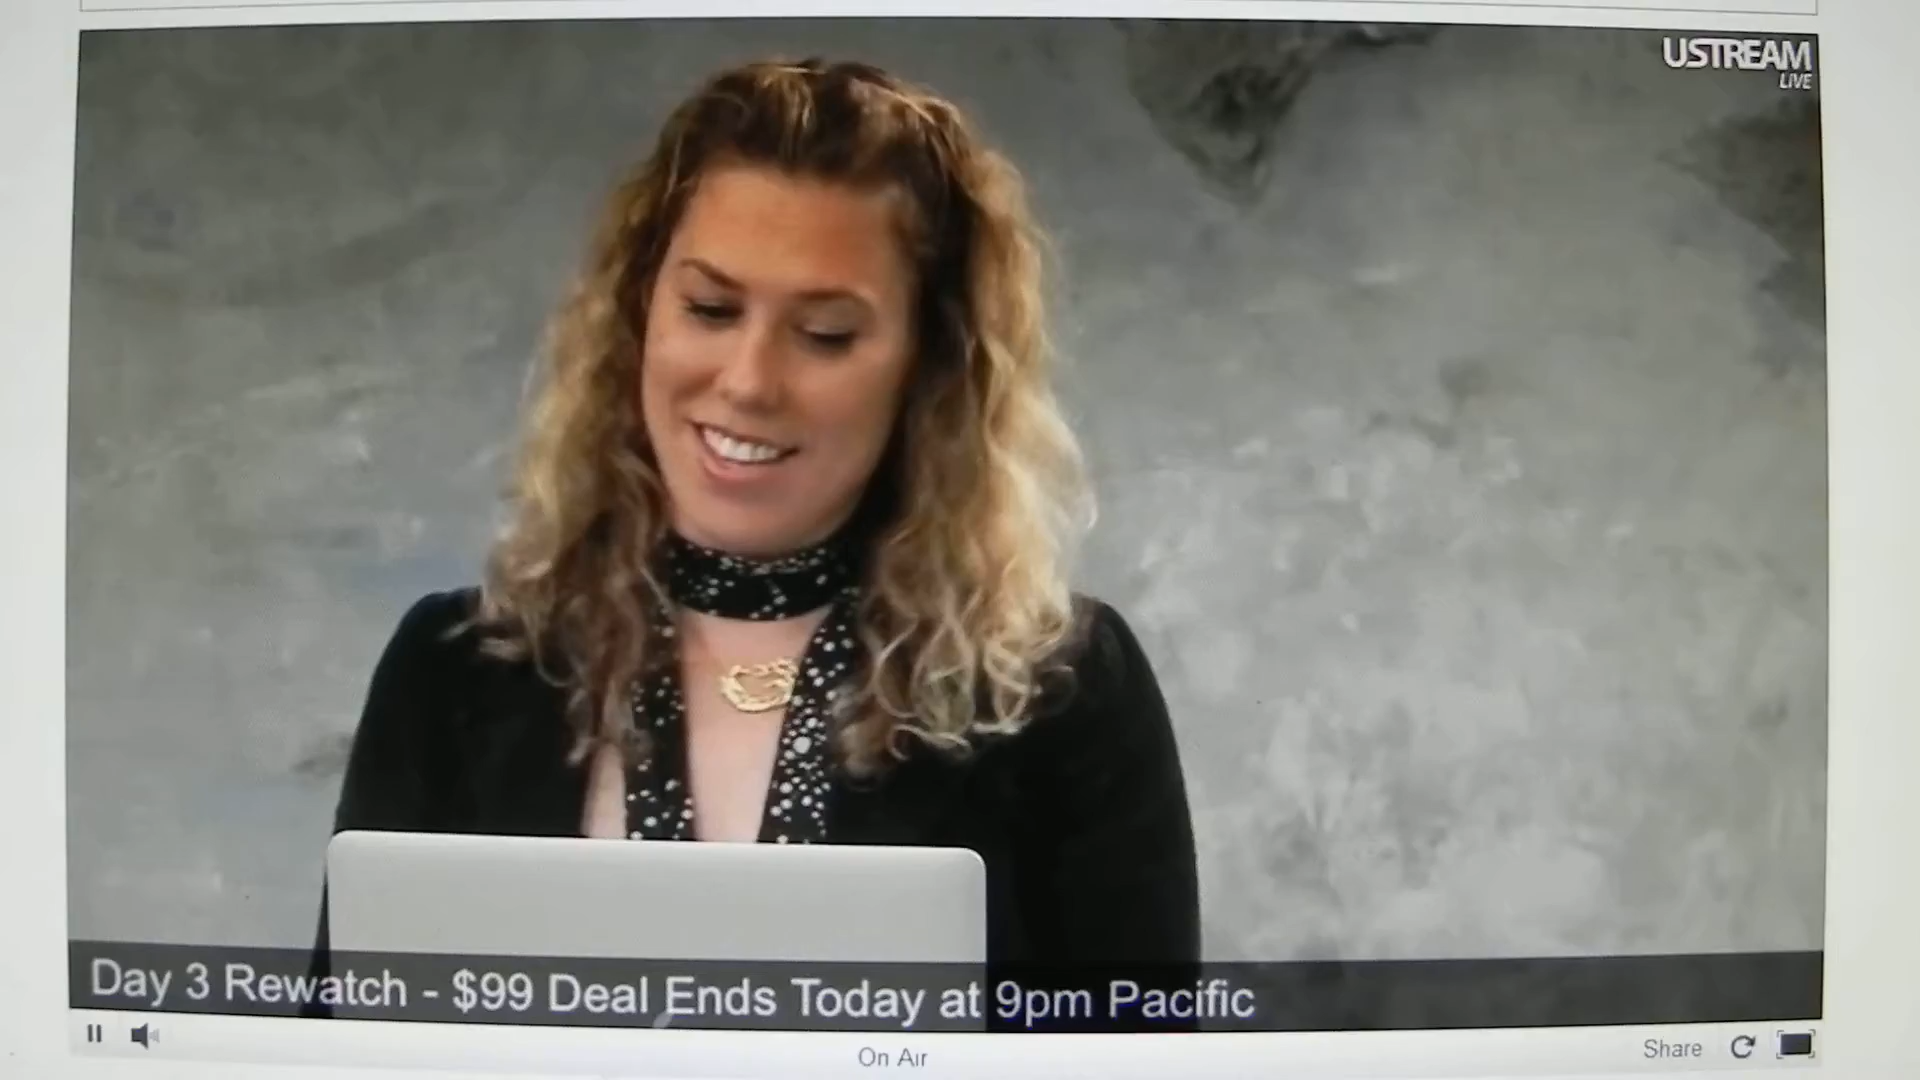 USTREAM
LIVE
Day 3 Rewatch - $99 Deal Ends Today at 9pm Pacific
On Air
Share